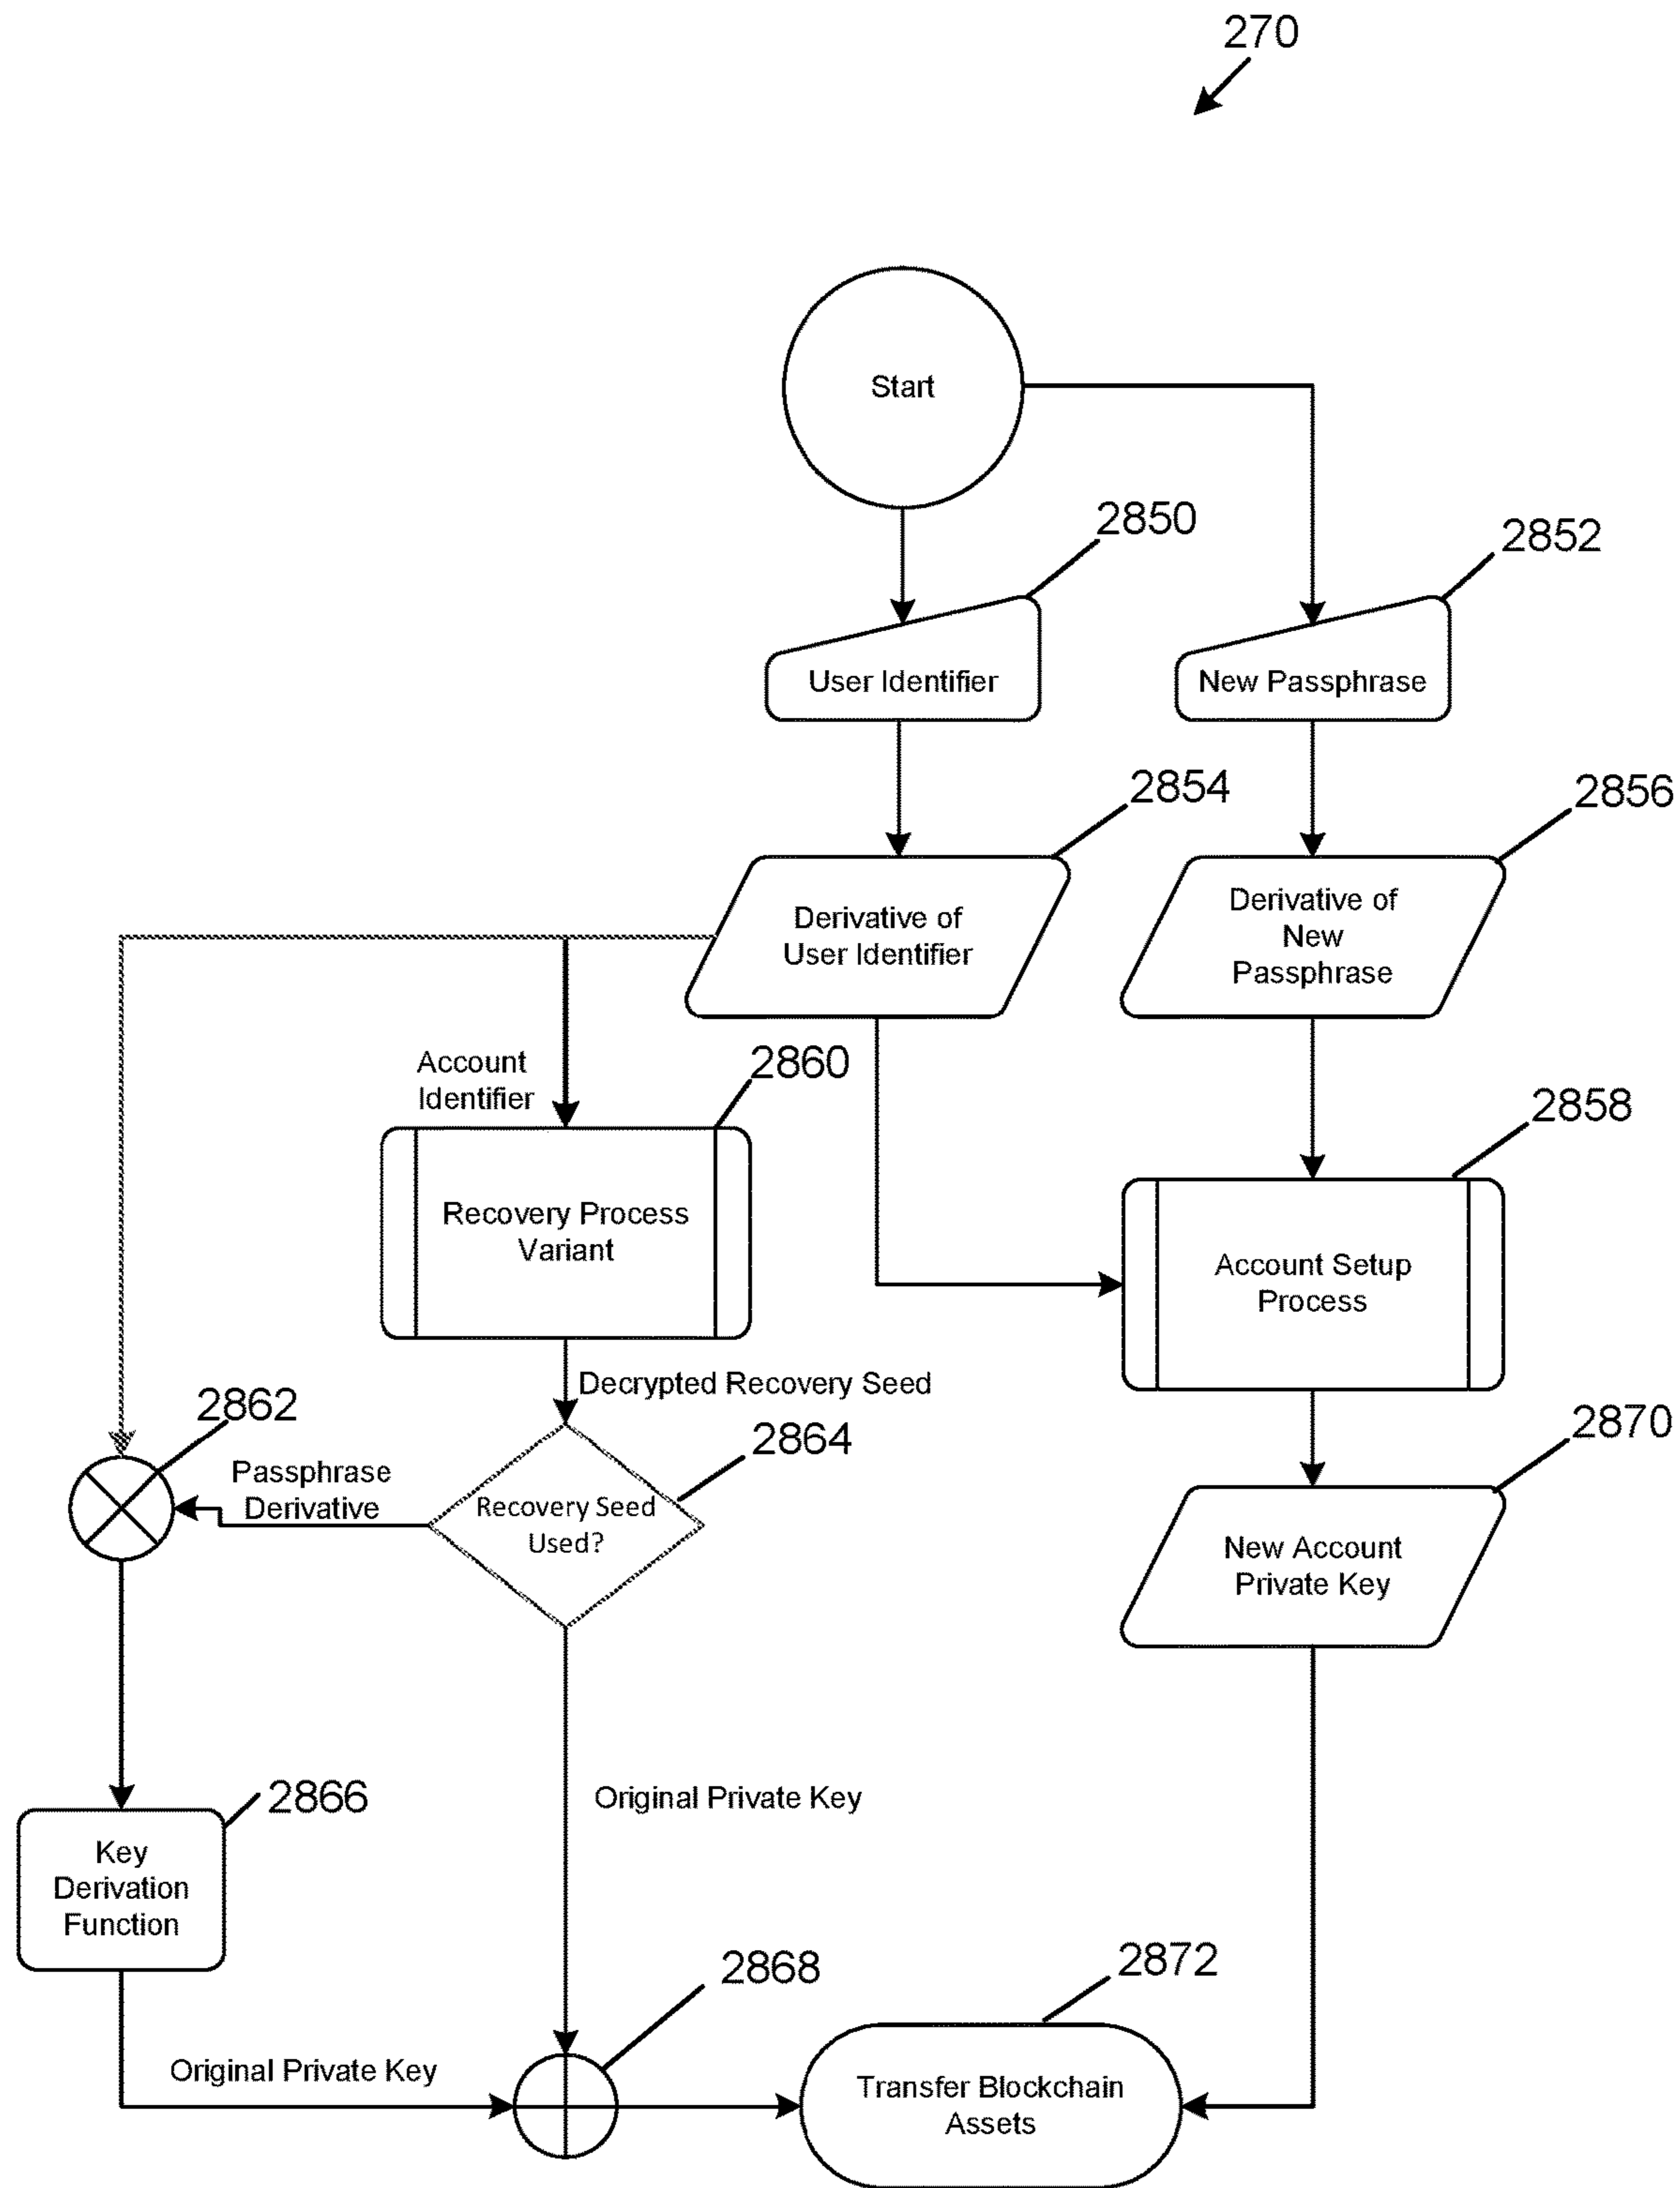 270
Start
2850
2852
User Identifier
New Passphrase
2854
2856
Derivative of
User Identifier
Derivative of
New
Passphrase
Account
Identifier
2860
2858
Recovery Process
Variant
Account Setup
Process
Decrypted Recovery Seed
2862
2864
2870
Passphrase
Derivative
Recovery Seed
Used?
New Account
Private Key
2866
Original Private Key
Key
Derivation
Function
2868
2872
Original Private Key
Transfer Blockchain
Assets